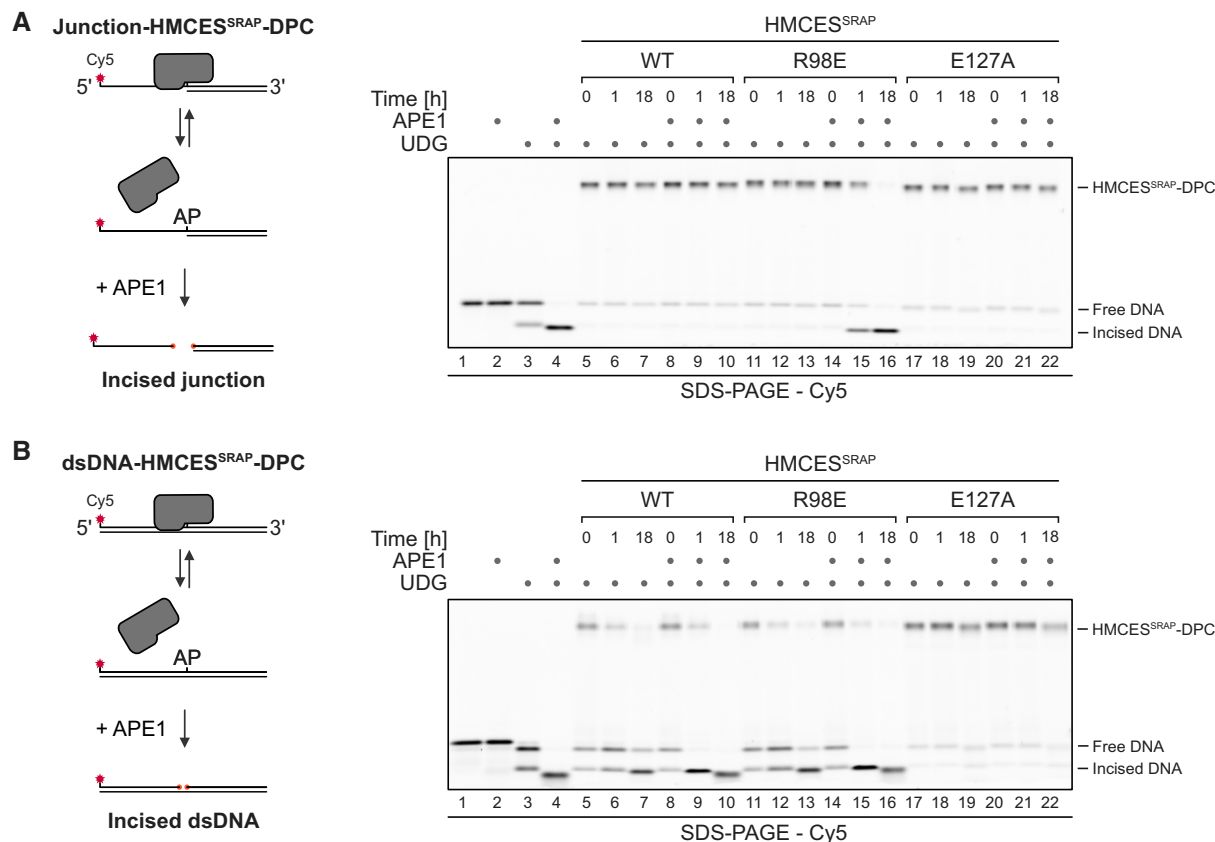 A
Junction-HMCES^SRAP-DPC
Cy5
5' 3'
AP
+ APE1
Incised junction
HMCES^SRAP
WT R98E E127A
Time [h] 0 1 18 0 1 18 0 1 18 0 1 18 0 1 18 0 1 18
APE1 • • • • • • • • • • •
UDG • • • • • • • • • • • • • • • • • • • •
HMCES^SRAP-DPC
Free DNA
Incised DNA
1 2 3 4 5 6 7 8 9 10 11 12 13 14 15 16 17 18 19 20 21 22
SDS-PAGE - Cy5
B
dsDNA-HMCES^SRAP-DPC
Cy5
5' 3'
AP
+ APE1
Incised dsDNA
HMCES^SRAP
WT R98E E127A
Time [h] 0 1 18 0 1 18 0 1 18 0 1 18 0 1 18 0 1 18
APE1 • • • • • • • • • • •
UDG • • • • • • • • • • • • • • • • • • • •
HMCES^SRAP-DPC
Free DNA
Incised DNA
1 2 3 4 5 6 7 8 9 10 11 12 13 14 15 16 17 18 19 20 21 22
SDS-PAGE - Cy5